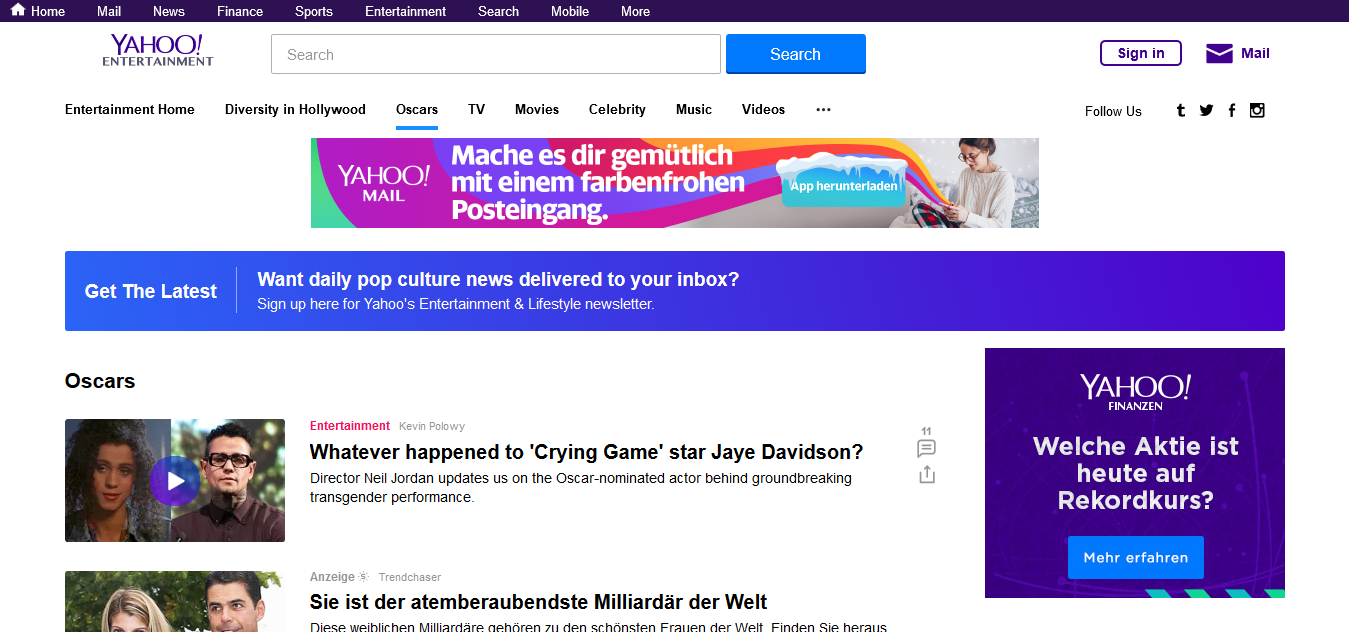 Home Mail News Finance Sports Entertainment Search Mobile More
YAHOO!
ENTERTAINMENT
Search
Search
Sign in
Mail
Entertainment Home Diversity in Hollywood Oscars TV Movies Celebrity Music Videos ...
Follow Us
YAHOO!
MAIL
Mache es dir gemütlich
mit einem farbenfrohen
Posteingang.
App herunterladen
Get The Latest
Want daily pop culture news delivered to your inbox?
Sign up here for Yahoo's Entertainment & Lifestyle newsletter.
Oscars
Entertainment Kevin Polowy
Whatever happened to 'Crying Game' star Jaye Davidson?
Director Neil Jordan updates us on the Oscar-nominated actor behind groundbreaking
transgender performance.
11
YAHOO!
FINANZEN
Welche Aktie ist
heute auf
Rekordkurs?
Mehr erfahren
Anzeige Trendchaser
Sie ist der atemberaubendste Milliardär der Welt
Diese weiblichen Milliardäre gehören zu den schönsten Frauen der Welt. Finden Sie heraus